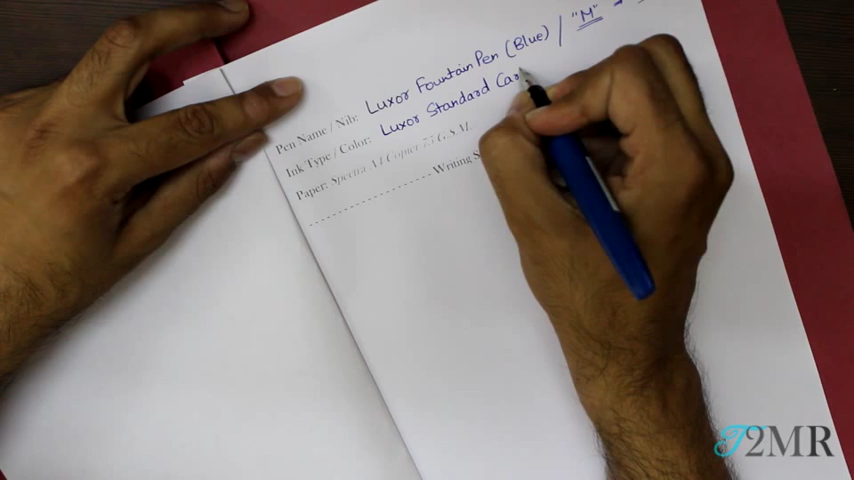 Pen Name / Nib: Luxor Fountain Pen (Blue) / "M"
Ink Type / Color: Luxor Standard Car
Paper: Spectra A4 Copier 75 G.S.M.
- - - - - - - - - - - - - - - - - - - - Writing S
T2MR